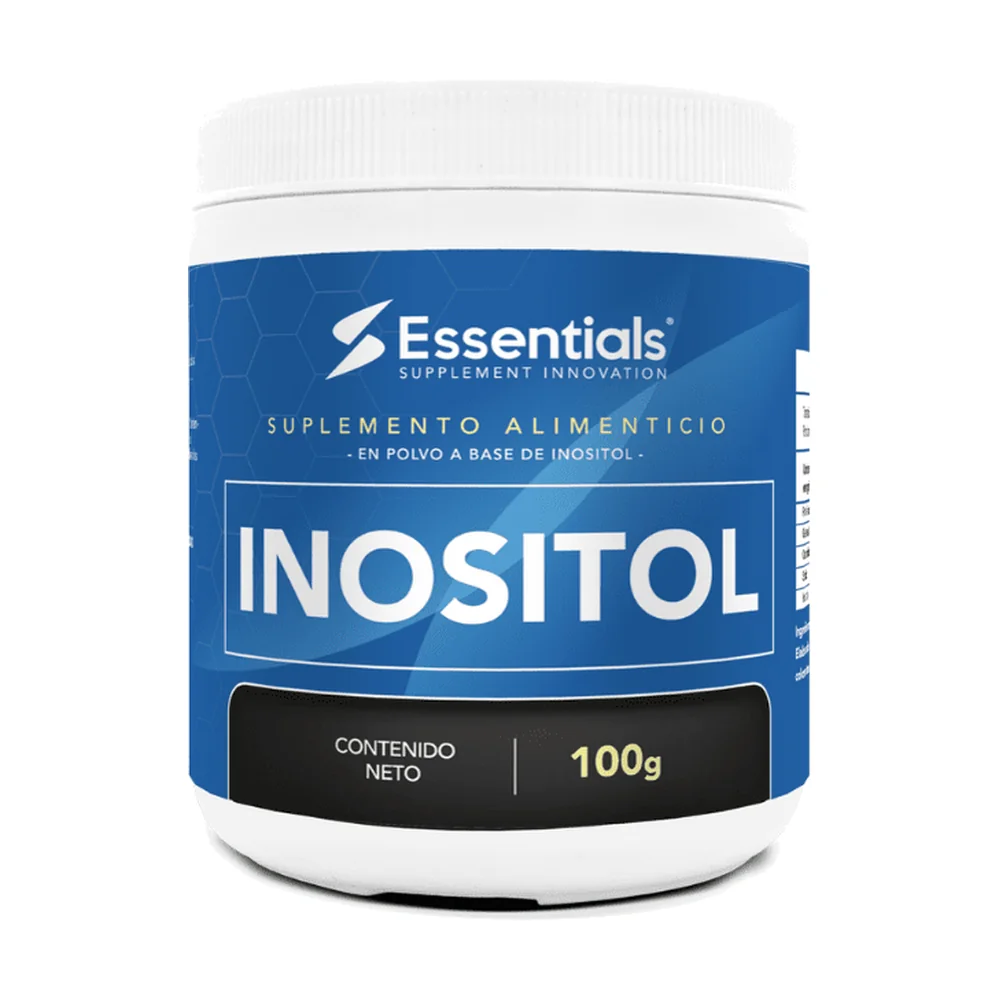 Essentials®
SUPPLEMENT INNOVATION
SUPLEMENTO ALIMENTICIO
- EN POLVO A BASE DE INOSITOL -
INOSITOL
CONTENIDO
NETO
100g